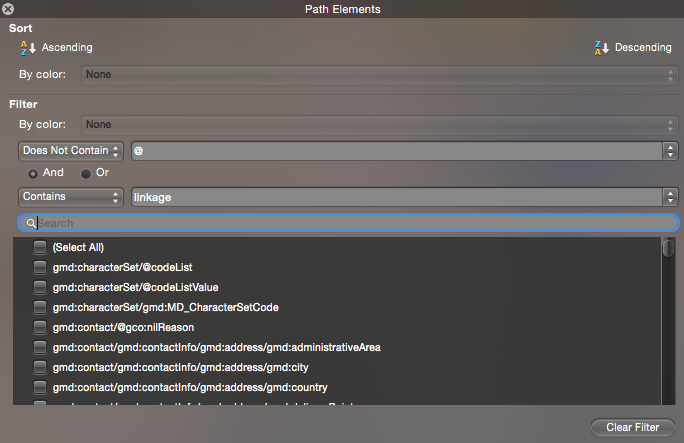 Path Elements
Sort
Ascending
Descending
By color: None
Filter
By color: None
Does Not Contain @
And Or
Contains linkage
Search
(Select All)
gmd:characterSet/@codeList
gmd:characterSet/@codeListValue
gmd:characterSet/gmd:MD_CharacterSetCode
gmd:contact/@gco:nilReason
gmd:contact/gmd:contactInfo/gmd:address/gmd:administrativeArea
gmd:contact/gmd:contactInfo/gmd:address/gmd:city
gmd:contact/gmd:contactInfo/gmd:address/gmd:country
Clear Filter